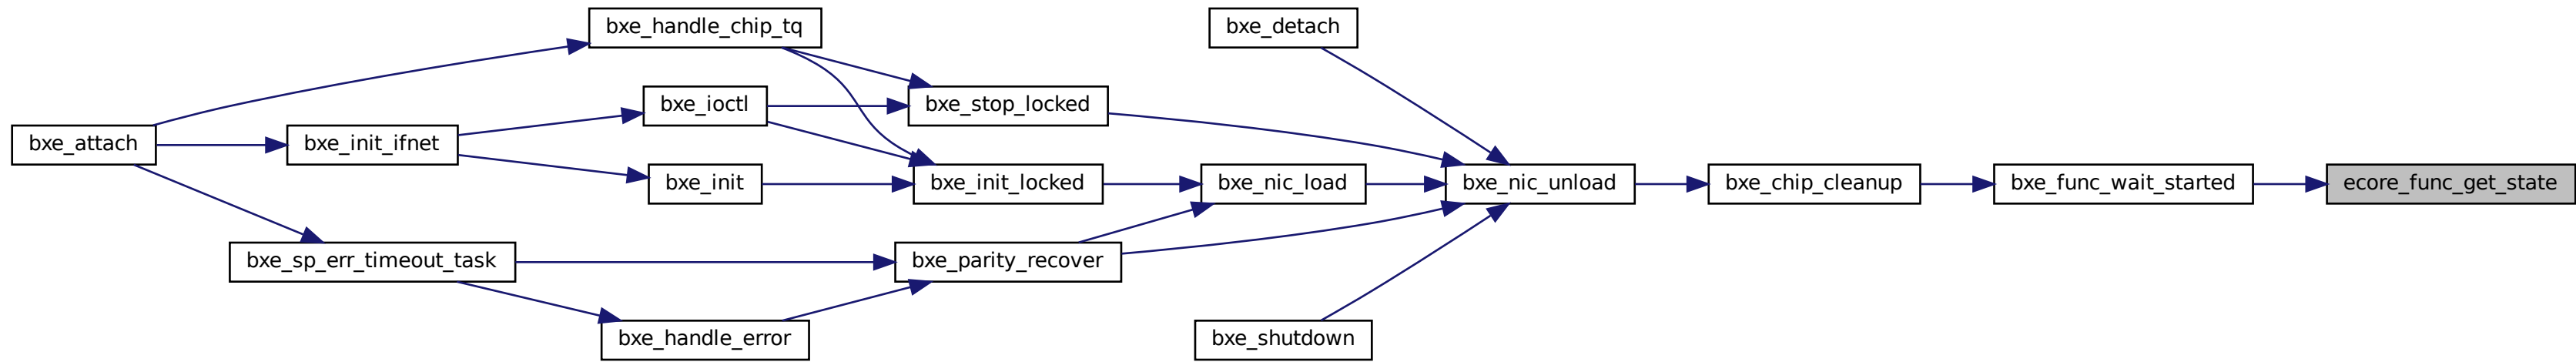 bxe_handle_chip_tq
bxe_detach
bxe_ioctl
bxe_stop_locked
bxe_attach
bxe_init_ifnet
bxe_init
bxe_init_locked
bxe_nic_load
bxe_nic_unload
bxe_chip_cleanup
bxe_func_wait_started
ecore_func_get_state
bxe_sp_err_timeout_task
bxe_parity_recover
bxe_handle_error
bxe_shutdown